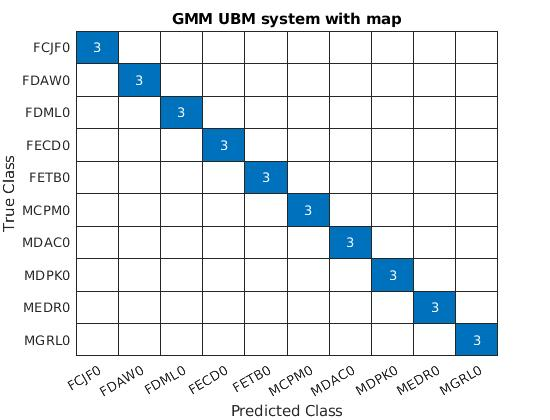 GMM UBM system with map
True Class
FCJF0 3
FDAW0 3
FDML0 3
FECD0 3
FETB0 3
MCPM0 3
MDAC0 3
MDPK0 3
MEDR0 3
MGRL0 3
FCJF0 FDAW0 FDML0 FECD0 FETB0 MCPM0 MDAC0 MDPK0 MEDR0 MGRL0
Predicted Class